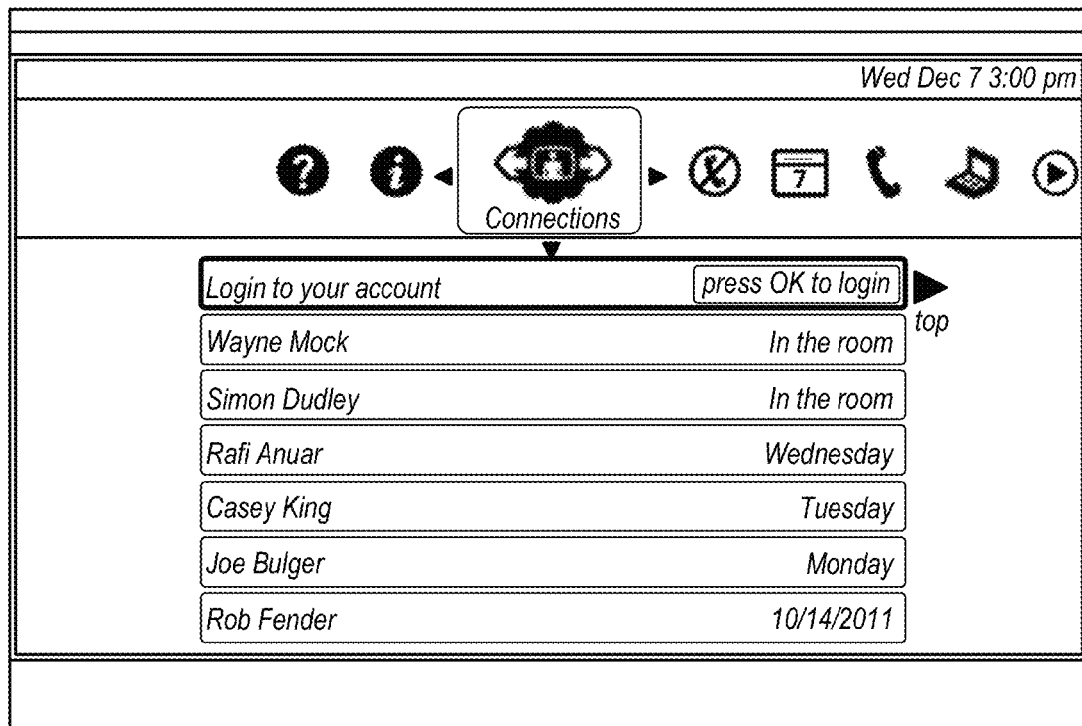 Wed Dec 7 3:00 pm
7
Connections
Login to your account press OK to login
top
Wayne Mock In the room
Simon Dudley In the room
Rafi Anuar Wednesday
Casey King Tuesday
Joe Bulger Monday
Rob Fender 10/14/2011